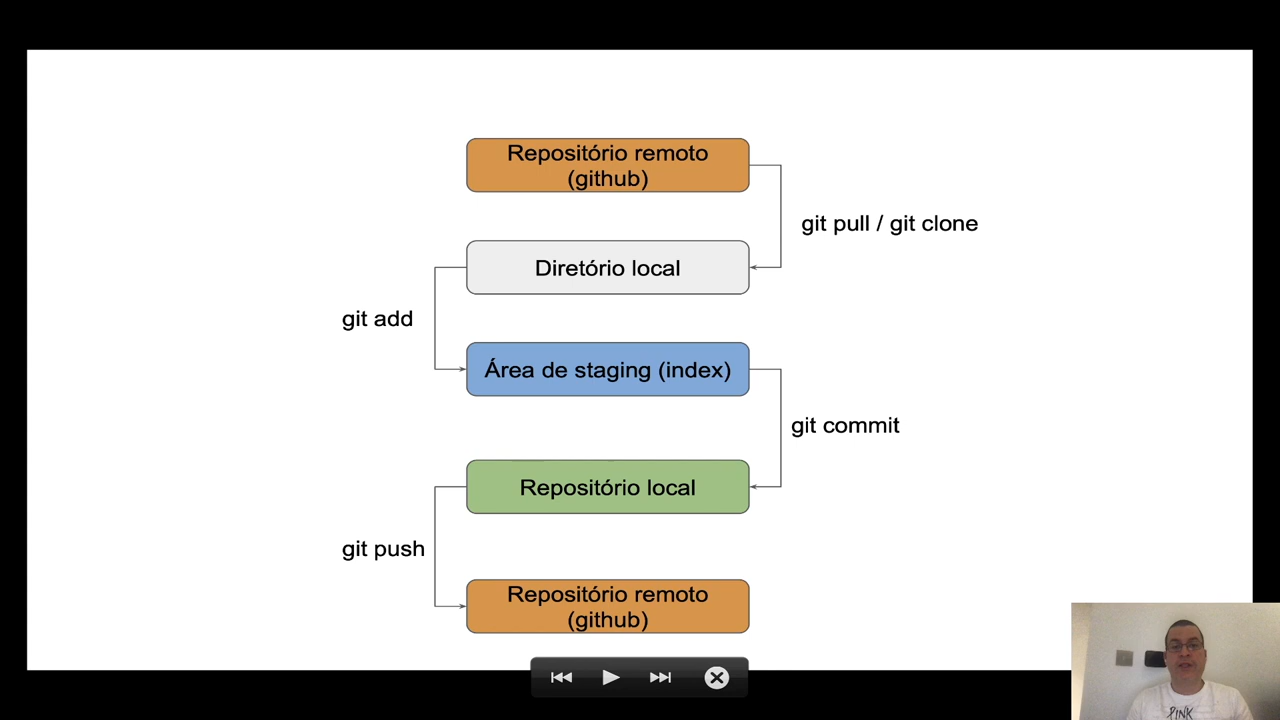 Repositório remoto
(github)
git pull / git clone
Diretório local
git add
Área de staging (index)
git commit
Repositório local
git push
Repositório remoto
(github)
PINK